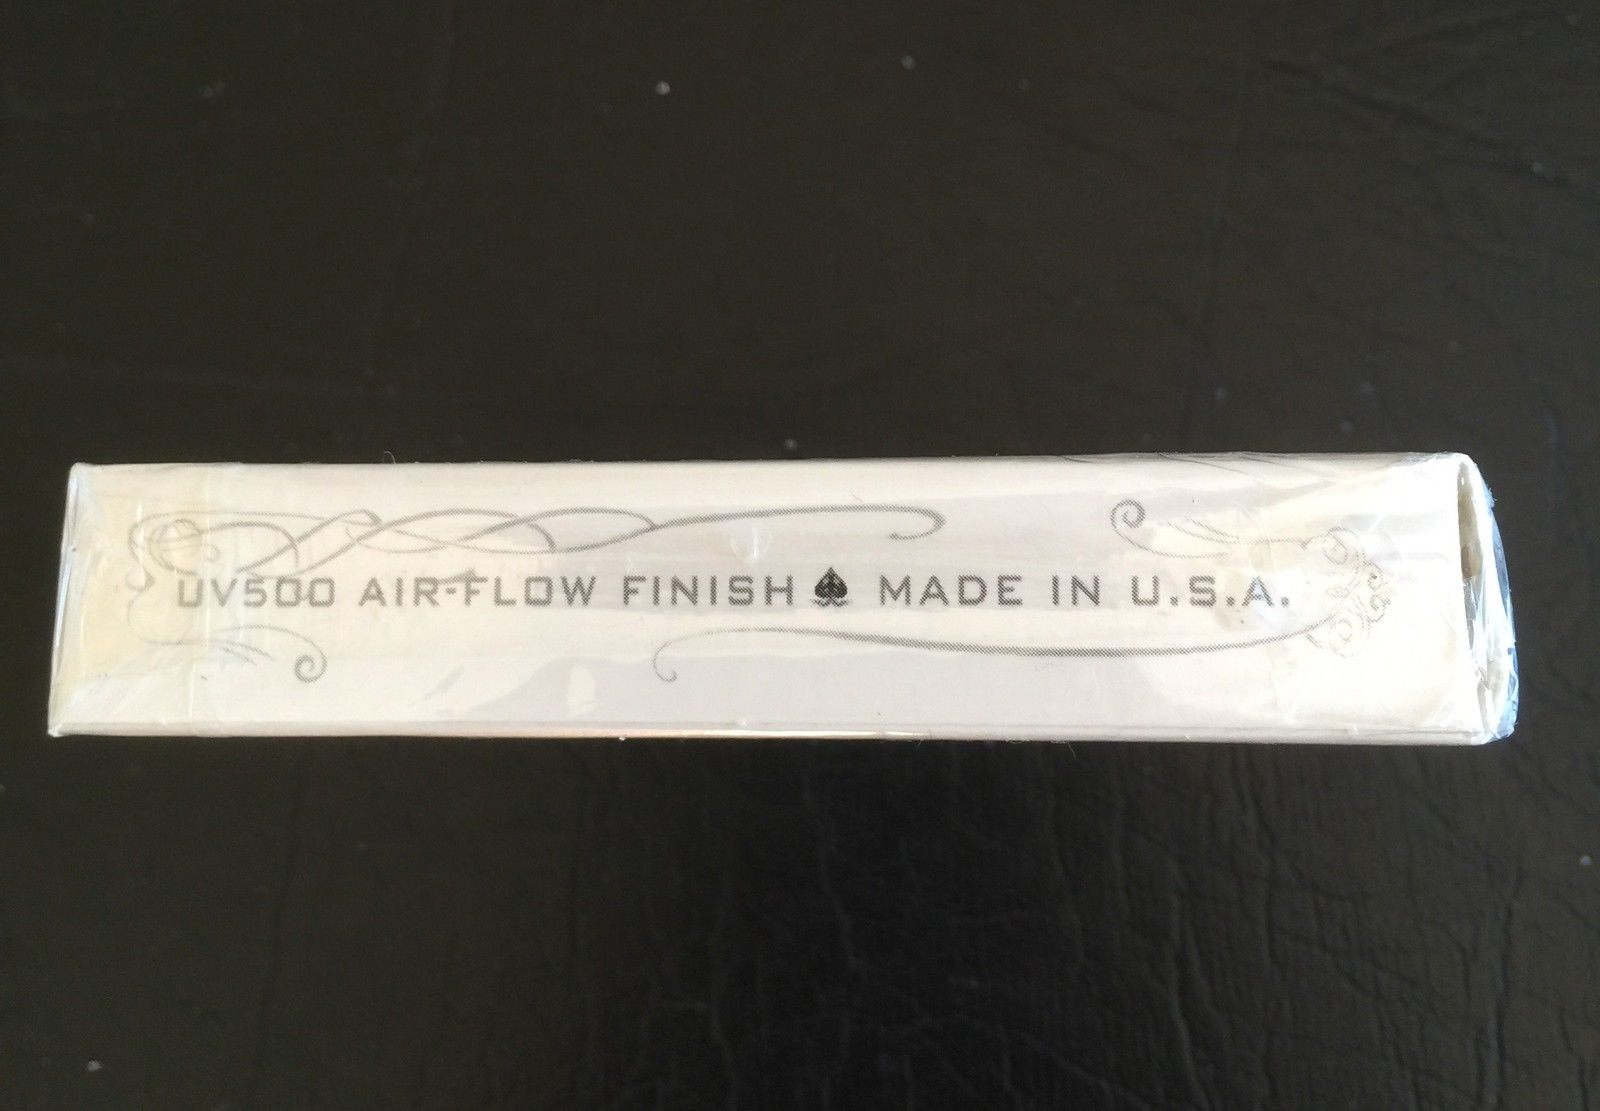 UV500 AIR-FLOW FINISH ♠ MADE IN U.S.A.